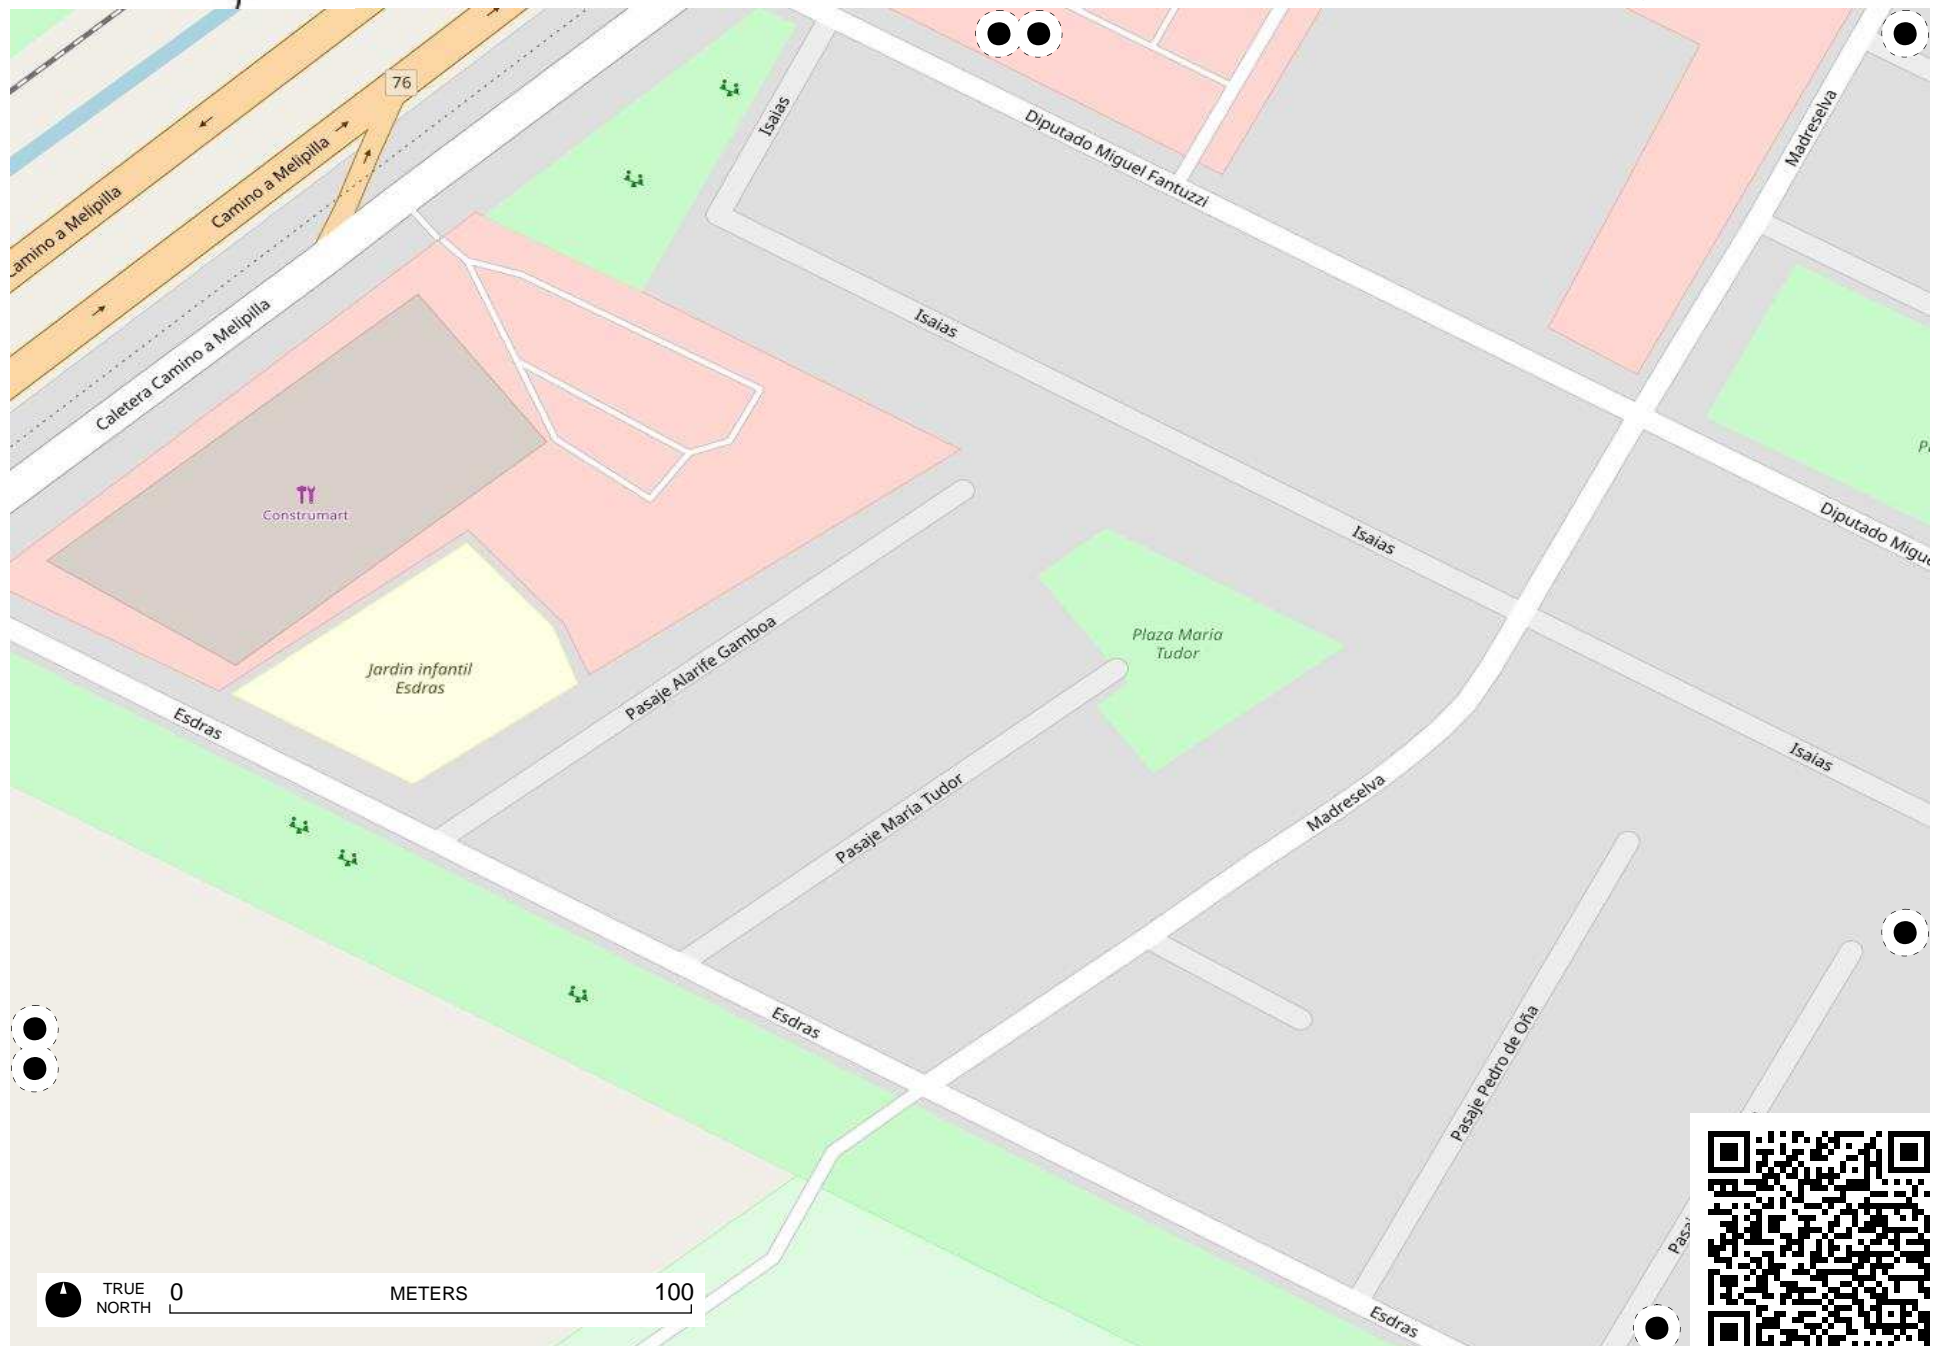 76
Isaias
Madreselva
Diputado Miguel Fantuzzi
Camino a Melipilla
Camino a Melipilla
Caletera Camino a Melipilla
Isaias
Construmart
Isaias
Diputado Migue
Plaza María
Tudor
Jardin infantil
Esdras
Pasaje Alarife Gamboa
Esdras
Isaias
Madreselva
Pasaje María Tudor
Esdras
Pasaje Pedro de Oña
Pasa
TRUE
NORTH
0 METERS 100
Esdras